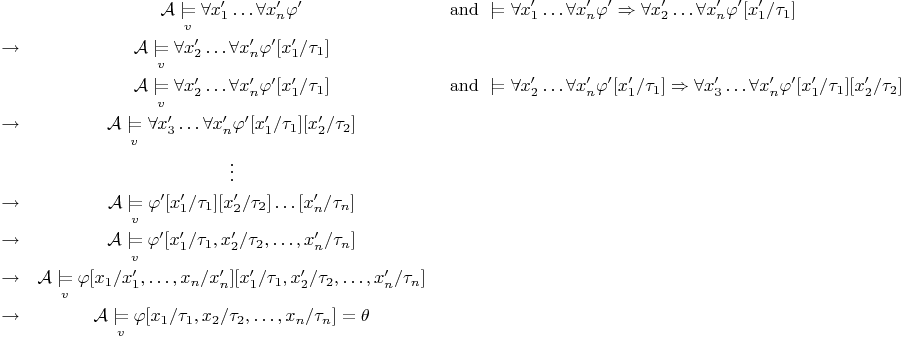 𝒜 ⊨_v ∀x′_1 … ∀x′_n φ′ and ⊨ ∀x′_1 … ∀x′_n φ′ ⇒ ∀x′_2 … ∀x′_n φ′[x′_1/τ_1]
→ 𝒜 ⊨_v ∀x′_2 … ∀x′_n φ′[x′_1/τ_1]
𝒜 ⊨_v ∀x′_2 … ∀x′_n φ′[x′_1/τ_1] and ⊨ ∀x′_2 … ∀x′_n φ′[x′_1/τ_1] ⇒ ∀x′_3 … ∀x′_n φ′[x′_1/τ_1][x′_2/τ_2]
→ 𝒜 ⊨_v ∀x′_3 … ∀x′_n φ′[x′_1/τ_1][x′_2/τ_2]
⋮
→ 𝒜 ⊨_v φ′[x′_1/τ_1][x′_2/τ_2] … [x′_n/τ_n]
→ 𝒜 ⊨_v φ′[x′_1/τ_1, x′_2/τ_2, …, x′_n/τ_n]
→ 𝒜 ⊨_v φ[x_1/x′_1, …, x_n/x′_n][x′_1/τ_1, x′_2/τ_2, …, x′_n/τ_n]
→ 𝒜 ⊨_v φ[x_1/τ_1, x_2/τ_2, …, x_n/τ_n] = θ